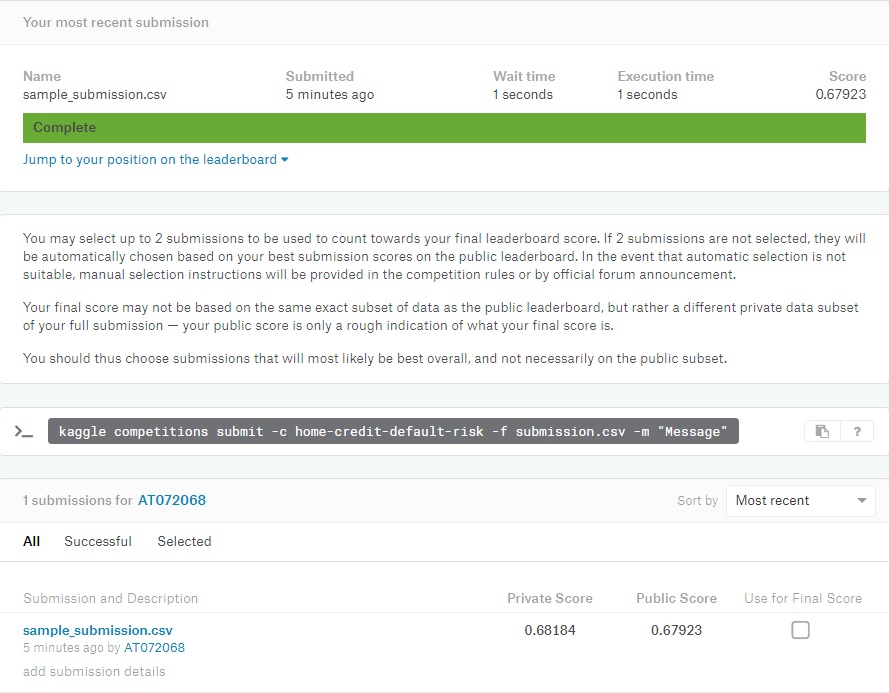 Your most recent submission
Name Submitted Wait time Execution time Score
sample_submission.csv 5 minutes ago 1 seconds 1 seconds 0.67923
Complete
Jump to your position on the leaderboard
You may select up to 2 submissions to be used to count towards your final leaderboard score. If 2 submissions are not selected, they will
be automatically chosen based on your best submission scores on the public leaderboard. In the event that automatic selection is not
suitable, manual selection instructions will be provided in the competition rules or by official forum announcement.
Your final score may not be based on the same exact subset of data as the public leaderboard, but rather a different private data subset
of your full submission — your public score is only a rough indication of what your final score is.
You should thus choose submissions that will most likely be best overall, and not necessarily on the public subset.
>_ kaggle competitions submit -c home-credit-default-risk -f submission.csv -m "Message" ?
1 submissions for AT072068 Sort by Most recent
All Successful Selected
Submission and Description Private Score Public Score Use for Final Score
sample_submission.csv 0.68184 0.67923
5 minutes ago by AT072068
add submission details